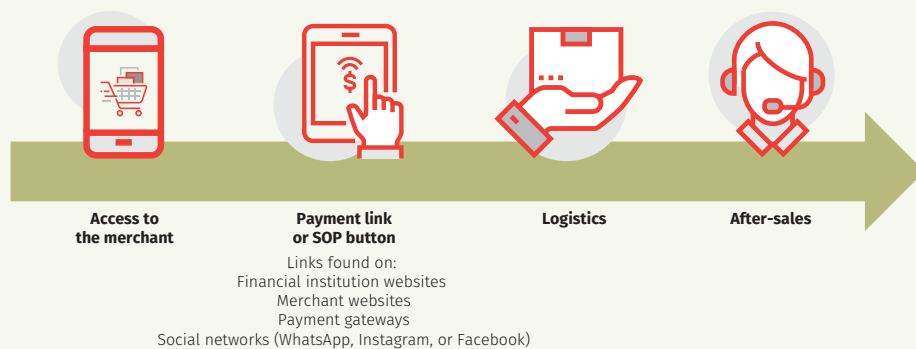 $
Access to
the merchant
Payment link
or SOP button
Links found on:
Financial institution websites
Merchant websites
Payment gateways
Social networks (WhatsApp, Instagram, or Facebook)
Logistics
After-sales